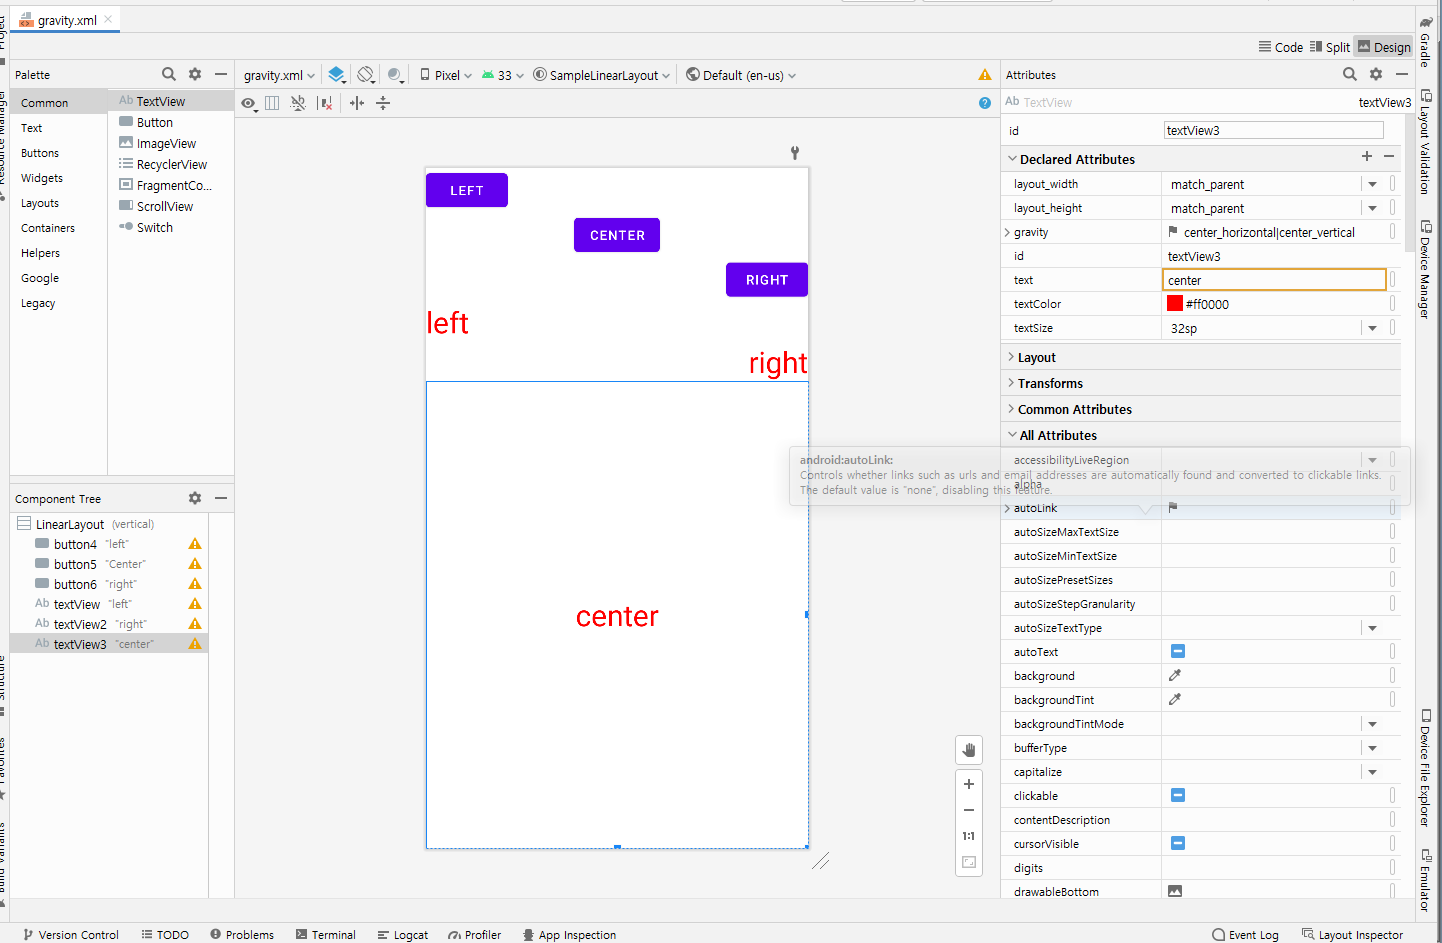 gravity.xml
Code Split Design
Palette
gravity.xml Pixel 33 SampleLinearLayout Default (en-us)
Attributes
Common
Text
Buttons
Widgets
Layouts
Containers
Helpers
Google
Legacy
Ab TextView
Button
ImageView
RecyclerView
FragmentCo...
ScrollView
Switch
LEFT
CENTER
RIGHT
left
right
center
Component Tree
LinearLayout (vertical)
button4 "left"
button5 "Center"
button6 "right"
Ab textView "left"
Ab textView2 "right"
Ab textView3 "center"
1:1
Ab TextView textView3
id textView3
Declared Attributes
layout_width match_parent
layout_height match_parent
gravity center_horizontal|center_vertical
id textView3
text center
textColor #ff0000
textSize 32sp
Layout
Transforms
Common Attributes
All Attributes
accessibilityLiveRegion
alpha
android:autoLink:
Controls whether links such as urls and email addresses are automatically found and converted to clickable links.
The default value is "none", disabling this feature.
autoLink
autoSizeMaxTextSize
autoSizeMinTextSize
autoSizePresetSizes
autoSizeStepGranularity
autoSizeTextType
autoText
background
backgroundTint
backgroundTintMode
bufferType
capitalize
clickable
contentDescription
cursorVisible
digits
drawableBottom
Gradle
Layout Validation
Device Manager
Device File Explorer
Emulator
Version Control TODO Problems Terminal Logcat Profiler App Inspection Event Log Layout Inspector